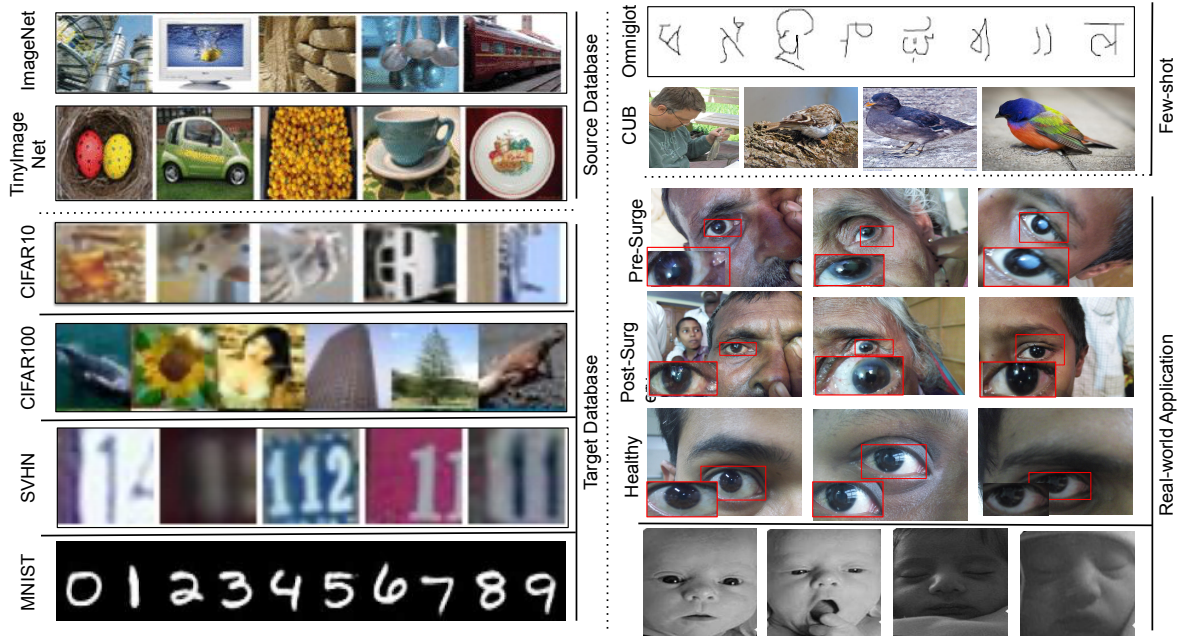 ImageNet
TinyImage
Net
Source Database
CIFAR10
CIFAR100
SVHN
112
11
MNIST
0 1 2 3 4 5 6 7 8 9
Target Database
Omniglot
CUB
Few-shot
Pre-Surge
Post-Surg
Healthy
Real-world Application